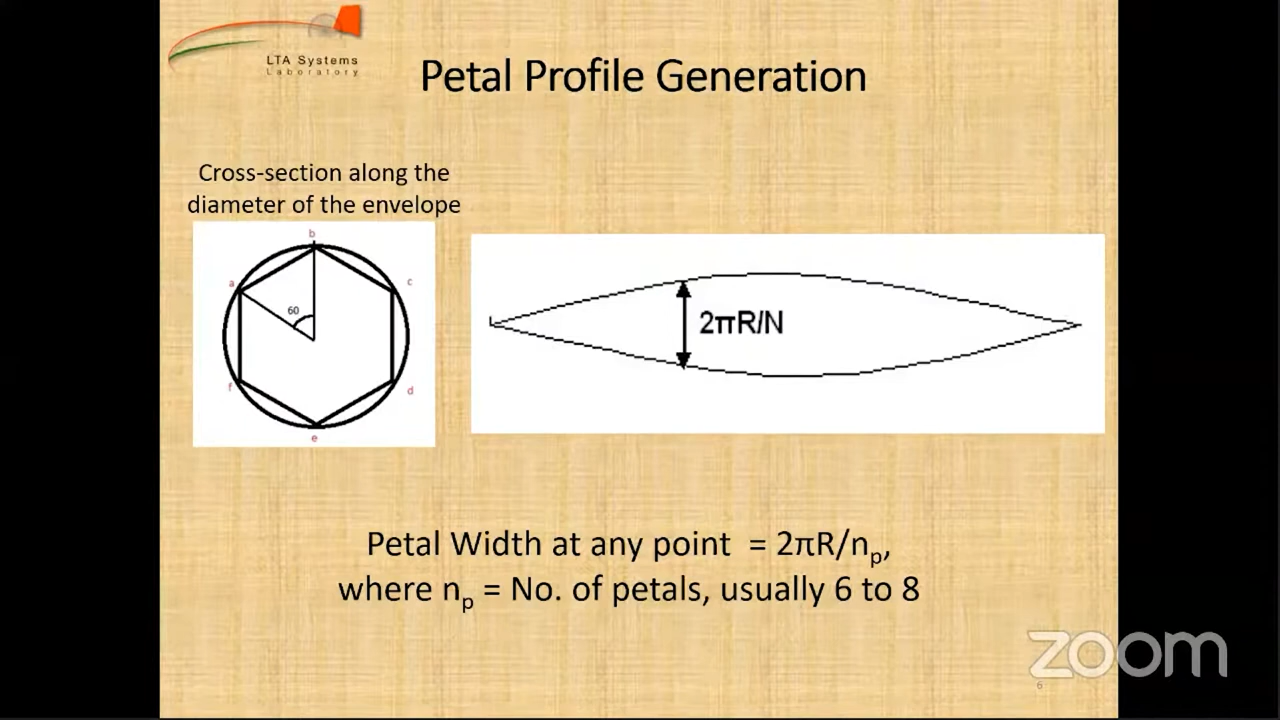 LTA Systems
Laboratory
Petal Profile Generation
Cross-section along the
diameter of the envelope
b
a
c
60
f
d
e
2πR/N
Petal Width at any point = 2πR/nₚ,
where nₚ = No. of petals, usually 6 to 8
zoom
6